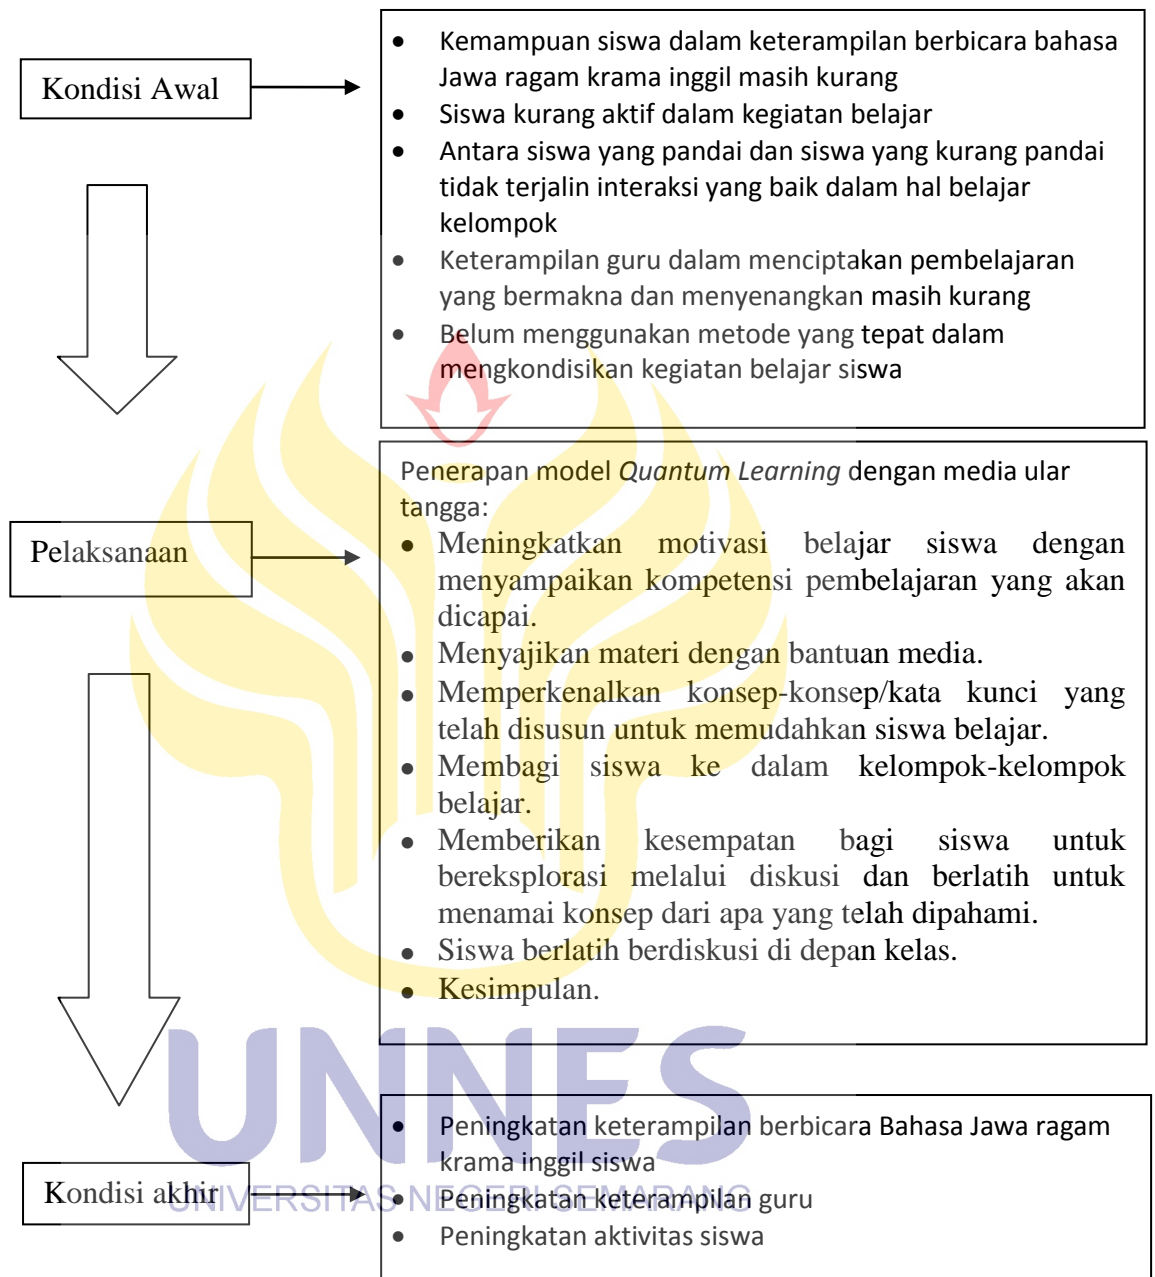 Kondisi Awal
• Kemampuan siswa dalam keterampilan berbicara bahasa
Jawa ragam krama inggil masih kurang
• Siswa kurang aktif dalam kegiatan belajar
• Antara siswa yang pandai dan siswa yang kurang pandai
tidak terjalin interaksi yang baik dalam hal belajar
kelompok
• Keterampilan guru dalam menciptakan pembelajaran
yang bermakna dan menyenangkan masih kurang
• Belum menggunakan metode yang tepat dalam
mengkondisikan kegiatan belajar siswa
Pelaksanaan
Penerapan model Quantum Learning dengan media ular
tangga:
• Meningkatkan motivasi belajar siswa dengan
menyampaikan kompetensi pembelajaran yang akan
dicapai.
• Menyajikan materi dengan bantuan media.
• Memperkenalkan konsep-konsep/kata kunci yang
telah disusun untuk memudahkan siswa belajar.
• Membagi siswa ke dalam kelompok-kelompok
belajar.
• Memberikan kesempatan bagi siswa untuk
bereksplorasi melalui diskusi dan berlatih untuk
menamai konsep dari apa yang telah dipahami.
• Siswa berlatih berdiskusi di depan kelas.
• Kesimpulan.
UNNES
UNIVERSITAS NEGERI SEMARANG
Kondisi akhir
• Peningkatan keterampilan berbicara Bahasa Jawa ragam
krama inggil siswa
• Peningkatan keterampilan guru
• Peningkatan aktivitas siswa